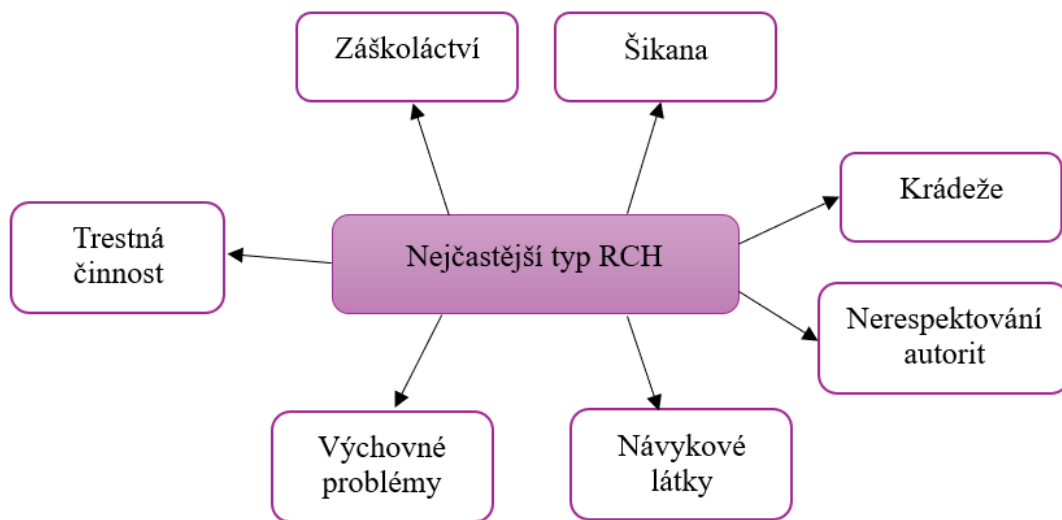 Záškoláctví
Šikana
Krádeže
Trestná
činnost
Nejčastější typ RCH
Nerespektování
autorit
Výchovné
problémy
Návykové
látky